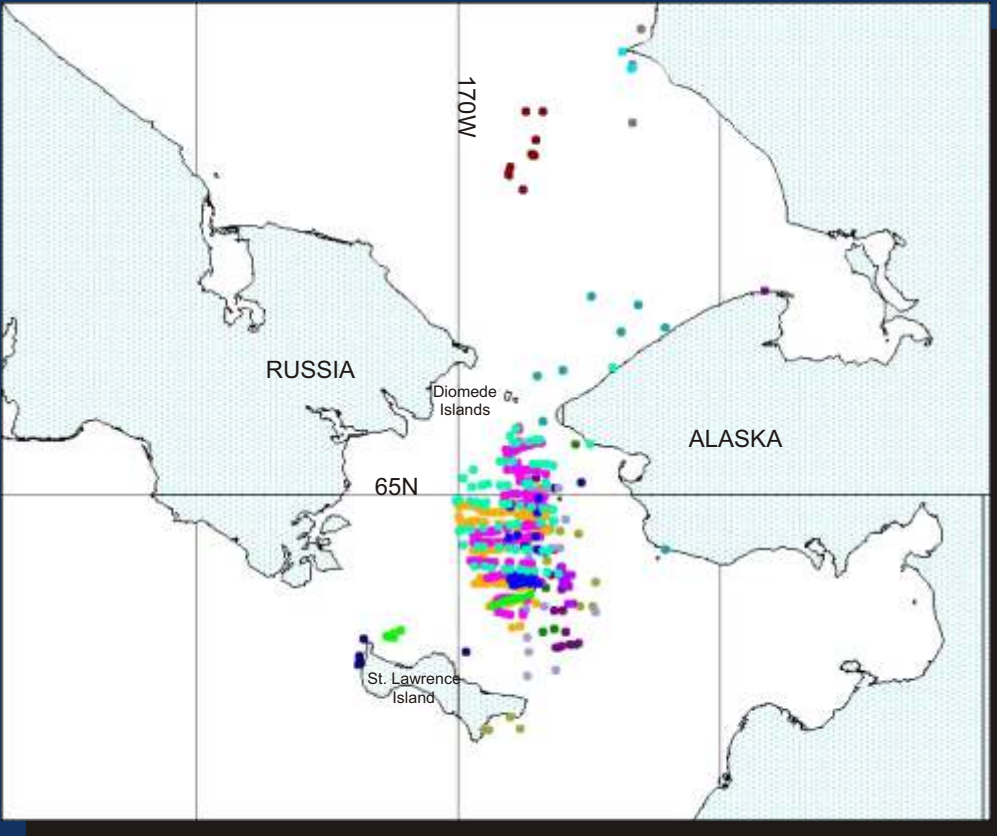 170W
RUSSIA
Diomede
Islands
ALASKA
65N
St. Lawrence
Island